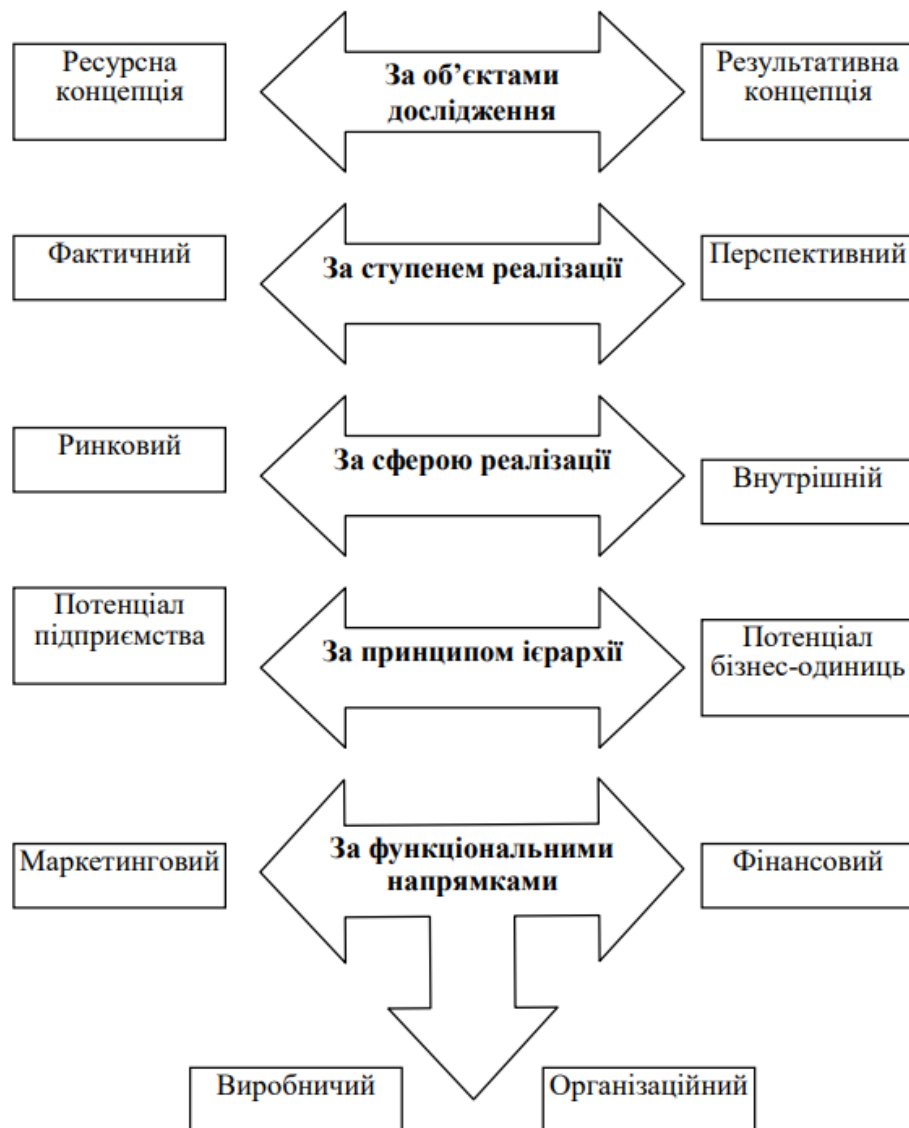 Ресурсна
концепція
За об’єктами
дослідження
Результативна
концепція
Фактичний
За ступенем реалізації
Перспективний
Ринковий
За сферою реалізації
Внутрішній
Потенціал
підприємства
За принципом ієрархії
Потенціал
бізнес-одиниць
Маркетинговий
За функціональними
напрямками
Фінансовий
Виробничий
Організаційний